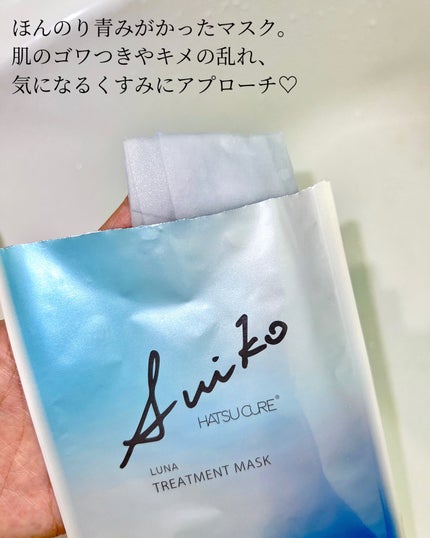 ほんのり青みがかったマスク。
肌のゴワつきやキメの乱れ、
気になるくすみにアプローチ♡
Suiko
HATSU CURE®
LUNA
TREATMENT MASK